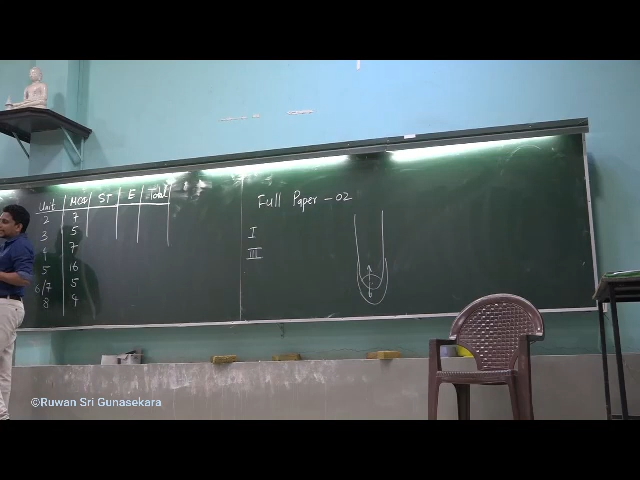 Unit MCQ ST E Total
2 7
3 5
4 7
5 16
6/7 5
8 4
Full Paper - 02
I
III
©Ruwan Sri Gunasekara